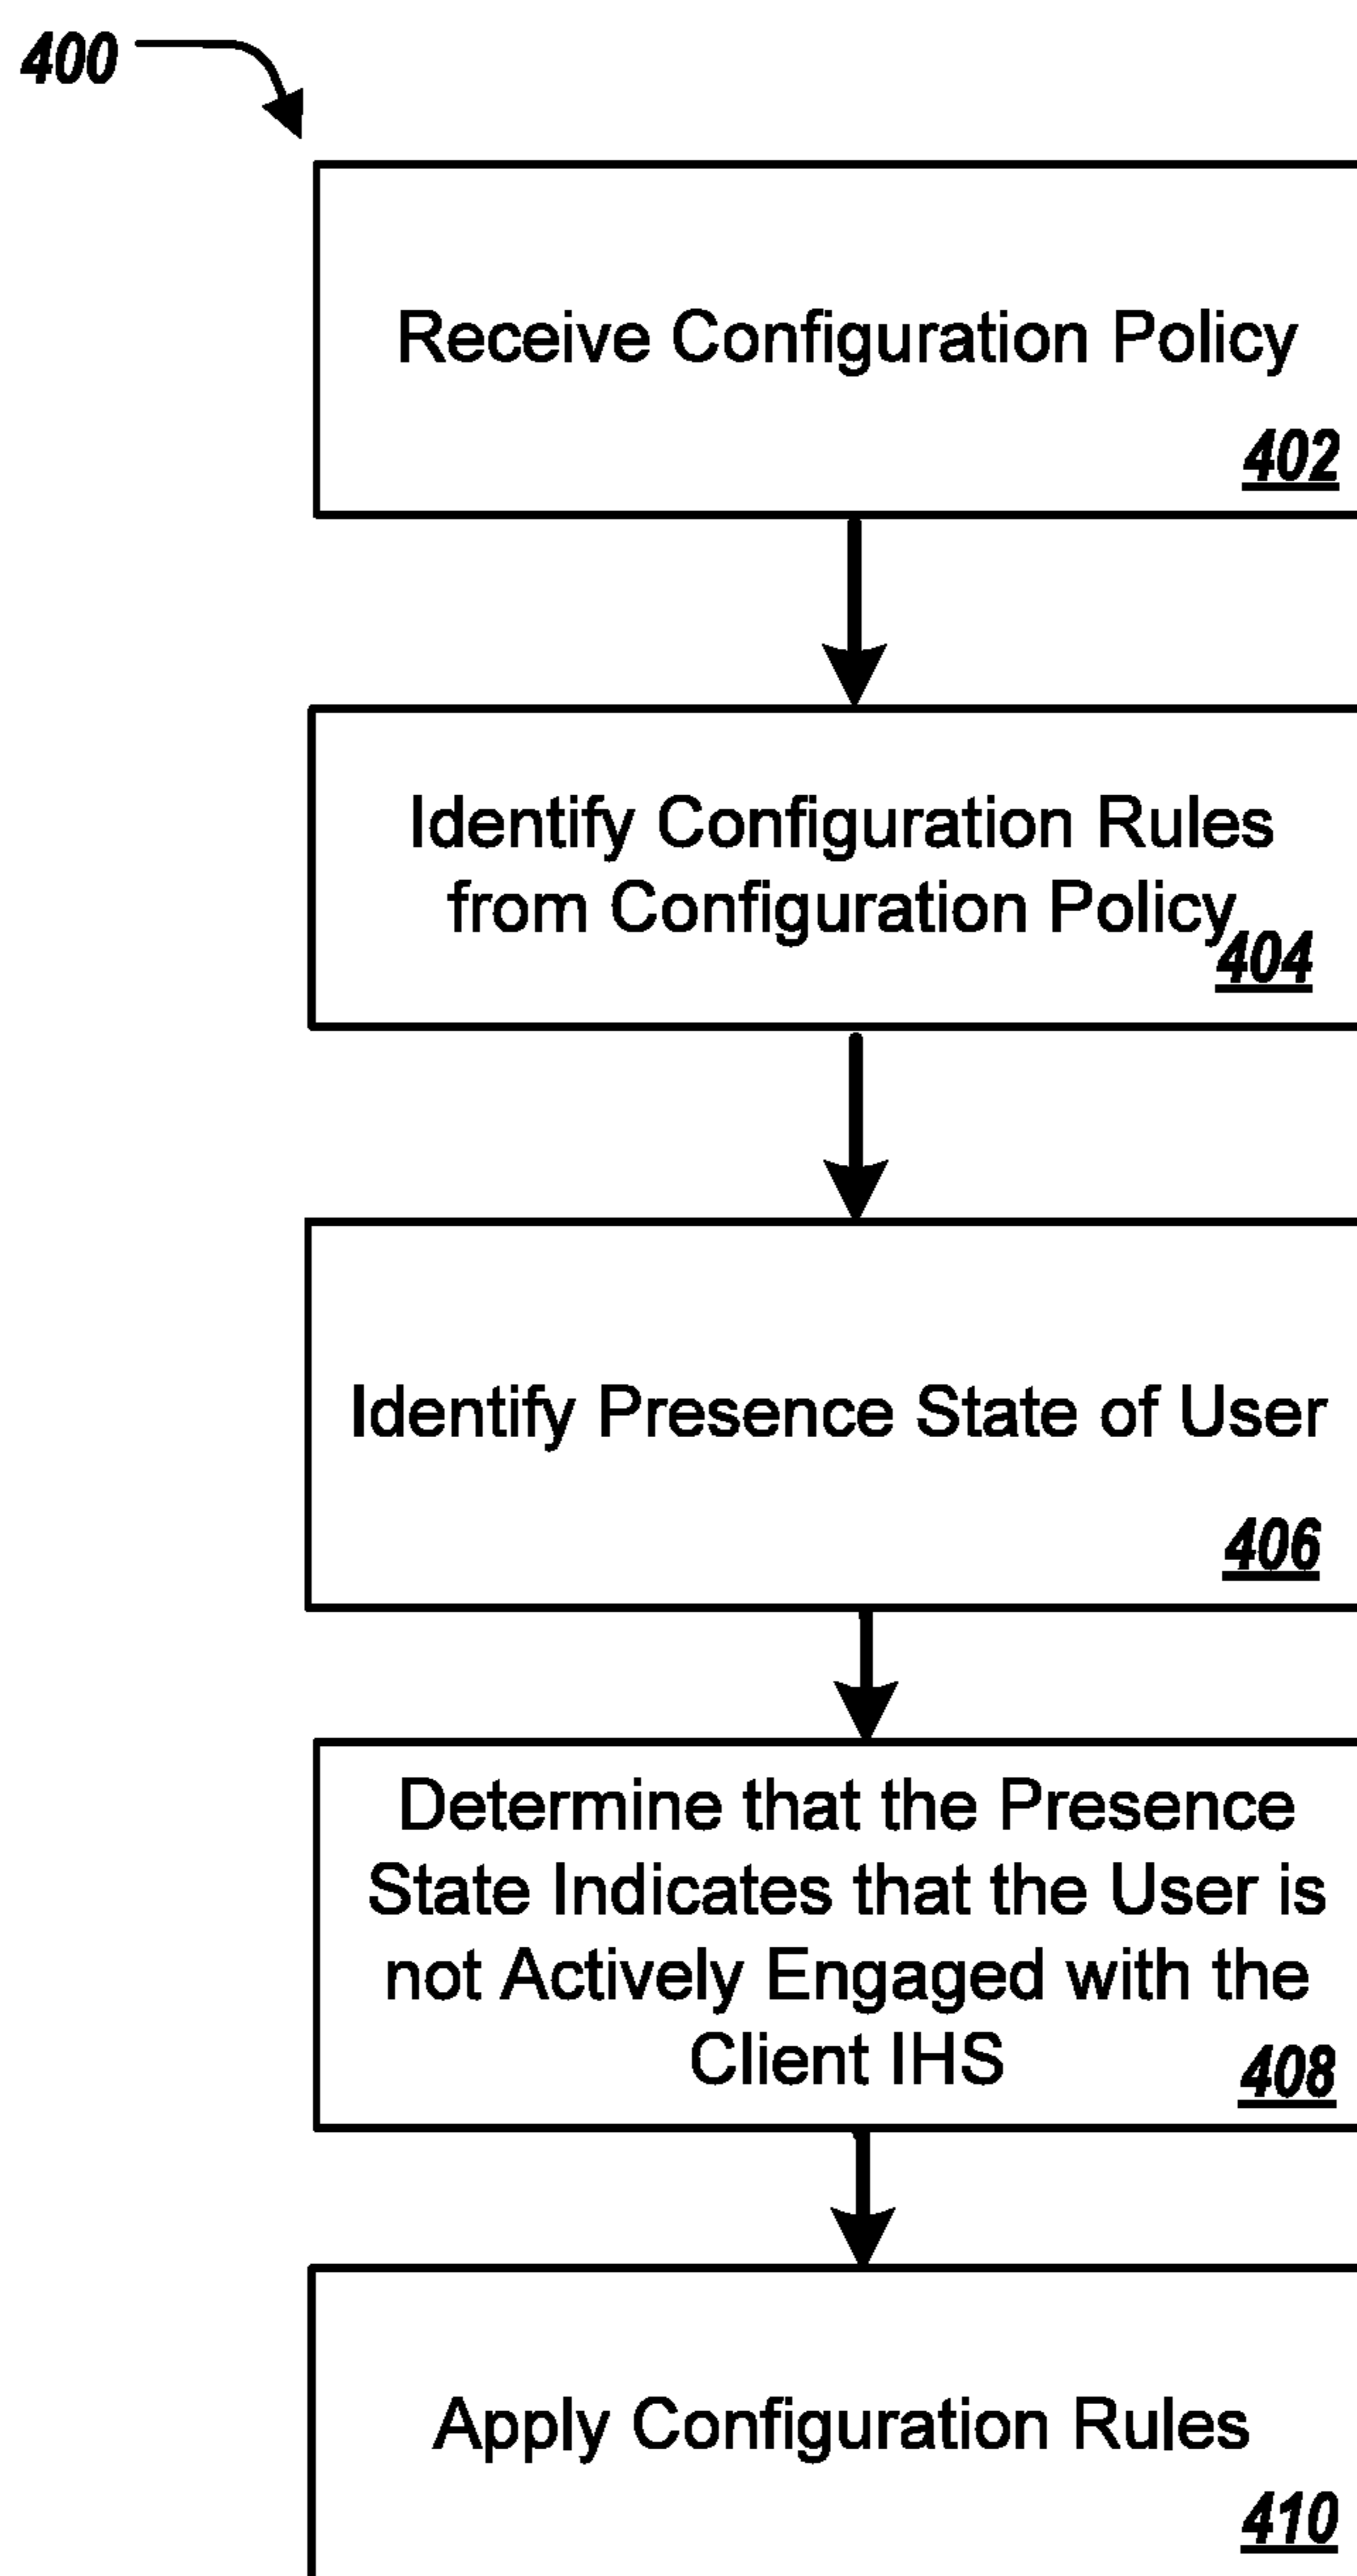 400
Receive Configuration Policy
402
Identify Configuration Rules
from Configuration Policy
404
Identify Presence State of User
406
Determine that the Presence
State Indicates that the User is
not Actively Engaged with the
Client IHS
408
Apply Configuration Rules
410